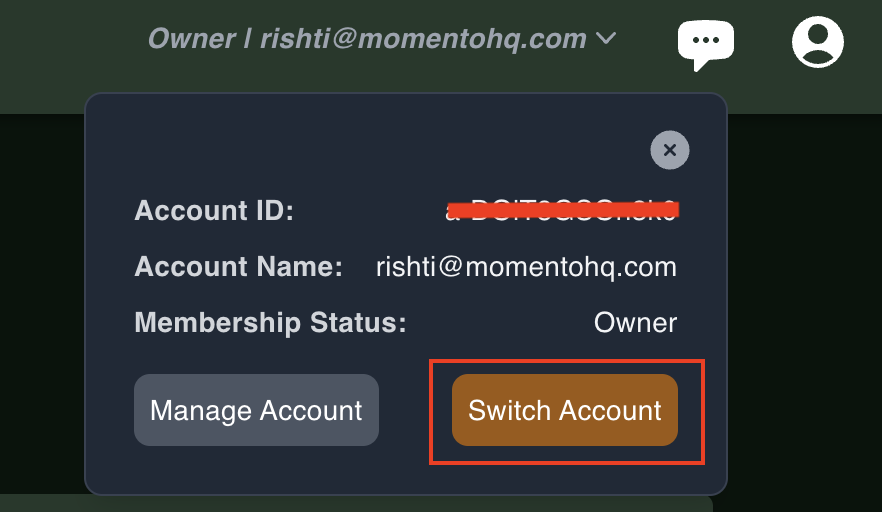 Owner | rishti@momentohq.com
Account ID:
Account Name: rishti@momentohq.com
Membership Status: Owner
Manage Account Switch Account